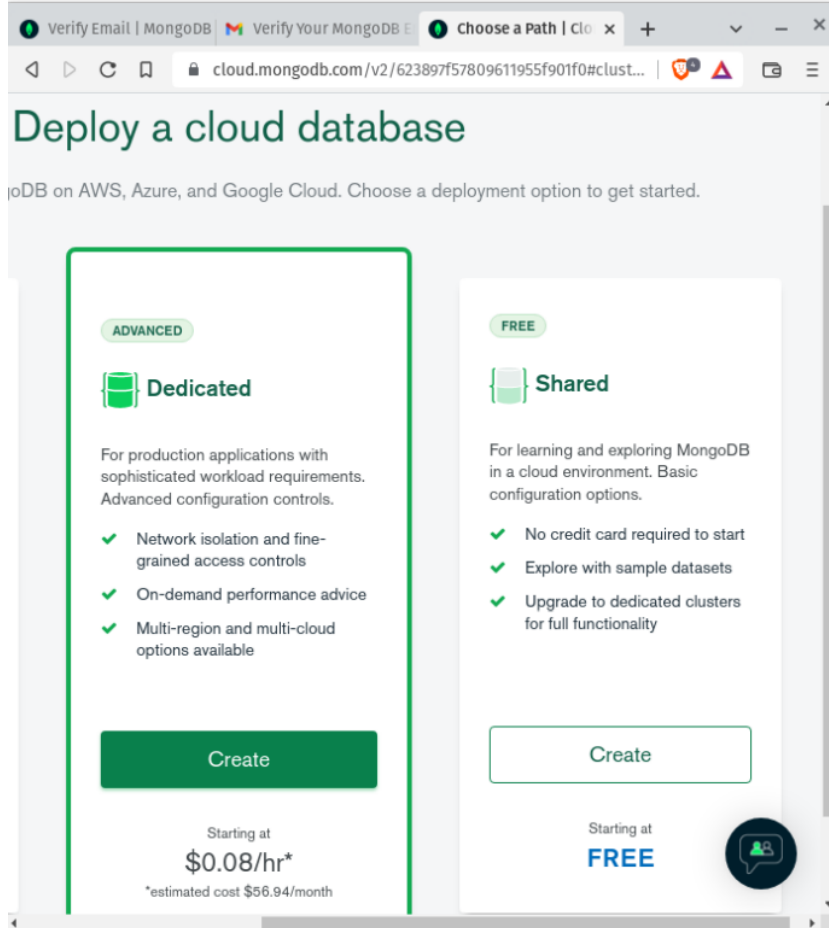 Verify Email | MongoDB
Verify Your MongoDB E
Choose a Path | Clo
cloud.mongodb.com/v2/623897f57809611955f901f0#clust...
4
Deploy a cloud database
goDB on AWS, Azure, and Google Cloud. Choose a deployment option to get started.
ADVANCED
Dedicated
For production applications with
sophisticated workload requirements.
Advanced configuration controls.
Network isolation and fine-
grained access controls
On-demand performance advice
Multi-region and multi-cloud
options available
Create
Starting at
$0.08/hr*
*estimated cost $56.94/month
FREE
Shared
For learning and exploring MongoDB
in a cloud environment. Basic
configuration options.
No credit card required to start
Explore with sample datasets
Upgrade to dedicated clusters
for full functionality
Create
Starting at
FREE